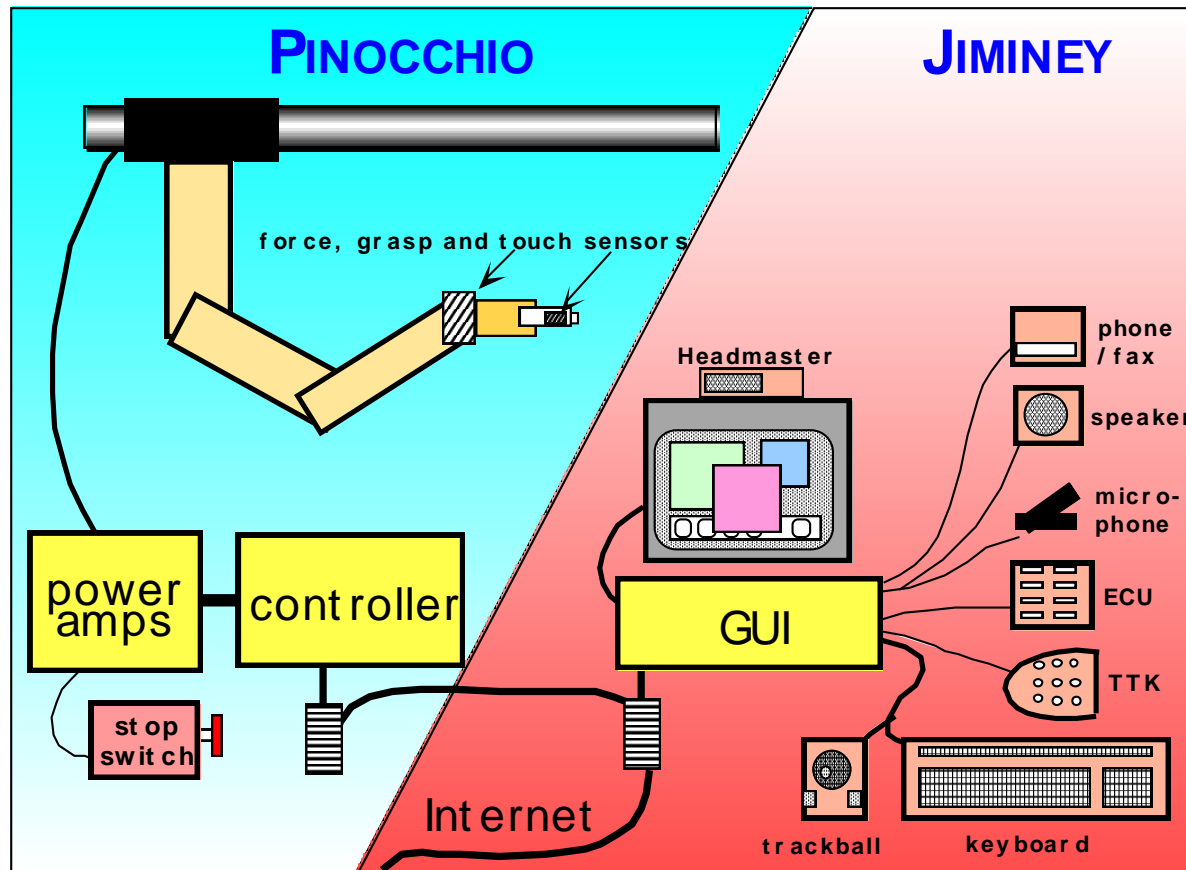 PINOCCHIO
JIMINEY
force, grasp and touch sensors
Headmaster
phone
/ fax
speaker
micro-
phone
ECU
TTK
power
amps
controller
GUI
stop
switch
Internet
trackball
keyboard